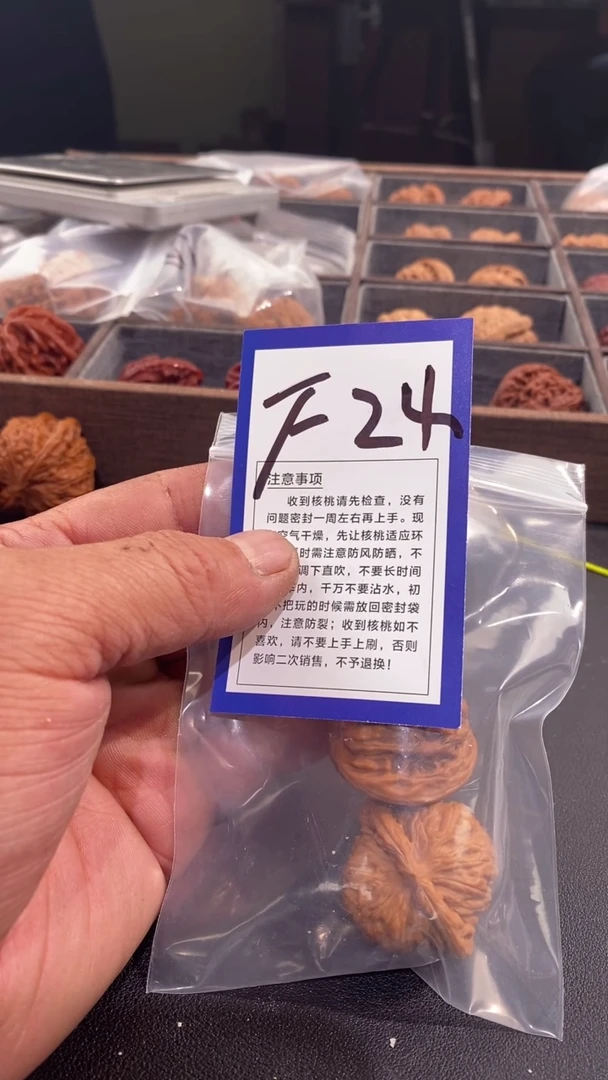 F24
注意事项
收到核桃请先检查，没有
问题密封一周左右再上手。现
空气干燥，先让核桃适应环
时需注意防风防晒，不
调下直吹，不要长时间
车内，千万不要沾水，初
不把玩的时候需放回密封袋
内，注意防裂；收到核桃如不
喜欢，请不要上手上刷，否则
影响二次销售，不予退换！